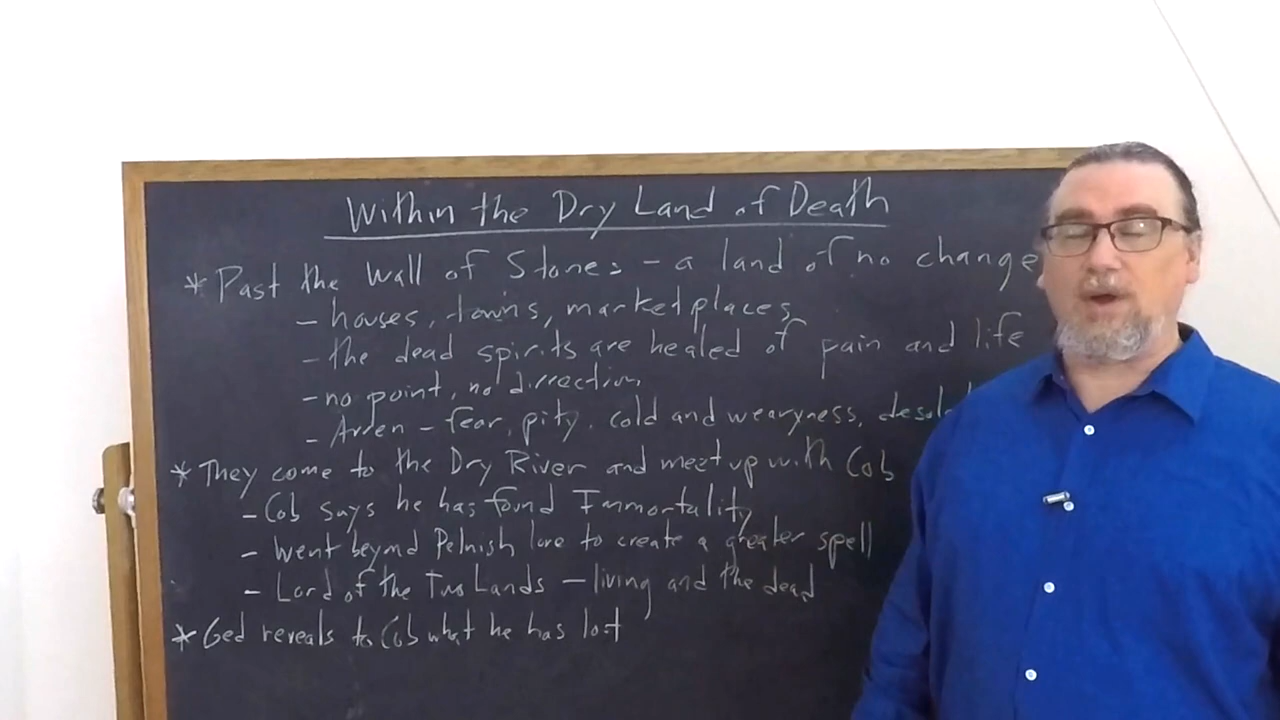 Within the Dry Land of Death
* Past the Wall of Stones - a land of no change
- houses, towns, marketplaces
- the dead spirits are healed of pain and life
- no point, no direction
- Arren - fear, pity, cold and wearyness,
* They come to the Dry River and meet up with Cob
- Cob says he has found Immortality
- Went beyond Pelnish lore to create a greater spell
- Lord of the Two Lands - living and the dead
* Ged reveals to Cob what he has lost